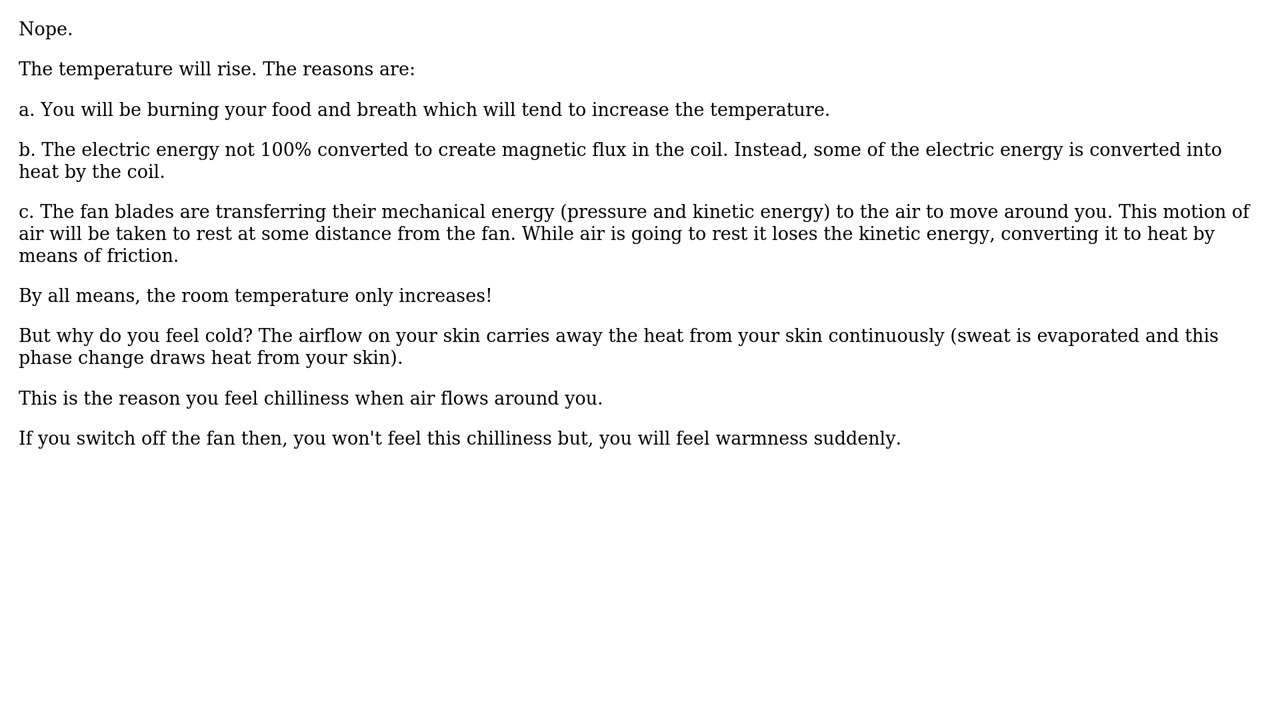 Nope.
The temperature will rise. The reasons are:
a. You will be burning your food and breath which will tend to increase the temperature.
b. The electric energy not 100% converted to create magnetic flux in the coil. Instead, some of the electric energy is converted into
heat by the coil.
c. The fan blades are transferring their mechanical energy (pressure and kinetic energy) to the air to move around you. This motion of
air will be taken to rest at some distance from the fan. While air is going to rest it loses the kinetic energy, converting it to heat by
means of friction.
By all means, the room temperature only increases!
But why do you feel cold? The airflow on your skin carries away the heat from your skin continuously (sweat is evaporated and this
phase change draws heat from your skin).
This is the reason you feel chilliness when air flows around you.
If you switch off the fan then, you won't feel this chilliness but, you will feel warmness suddenly.